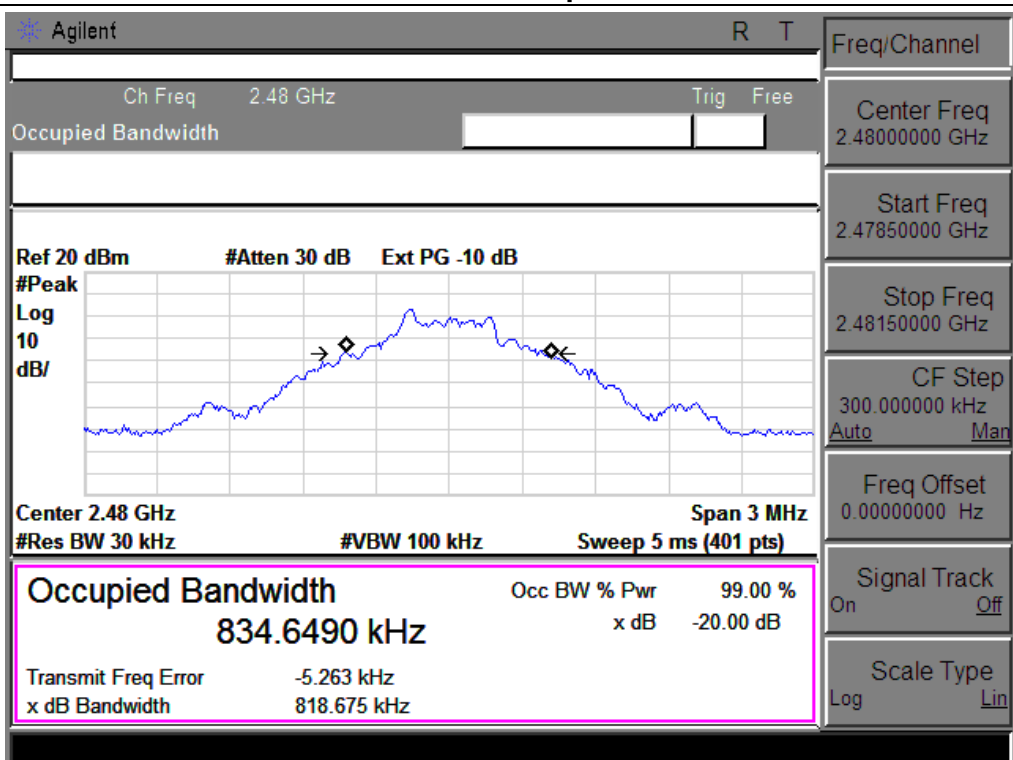 Agilent R T
Ch Freq 2.48 GHz Trig Free
Occupied Bandwidth
Ref 20 dBm #Atten 30 dB Ext PG -10 dB
#Peak
Log
10
dB/
Center 2.48 GHz Span 3 MHz
#Res BW 30 kHz #VBW 100 kHz Sweep 5 ms (401 pts)
Occupied Bandwidth Occ BW % Pwr 99.00 %
834.6490 kHz x dB -20.00 dB
Transmit Freq Error -5.263 kHz
x dB Bandwidth 818.675 kHz
Freq/Channel
Center Freq
2.48000000 GHz
Start Freq
2.47850000 GHz
Stop Freq
2.48150000 GHz
CF Step
300.000000 kHz
Auto Man
Freq Offset
0.00000000 Hz
Signal Track
On Off
Scale Type
Log Lin